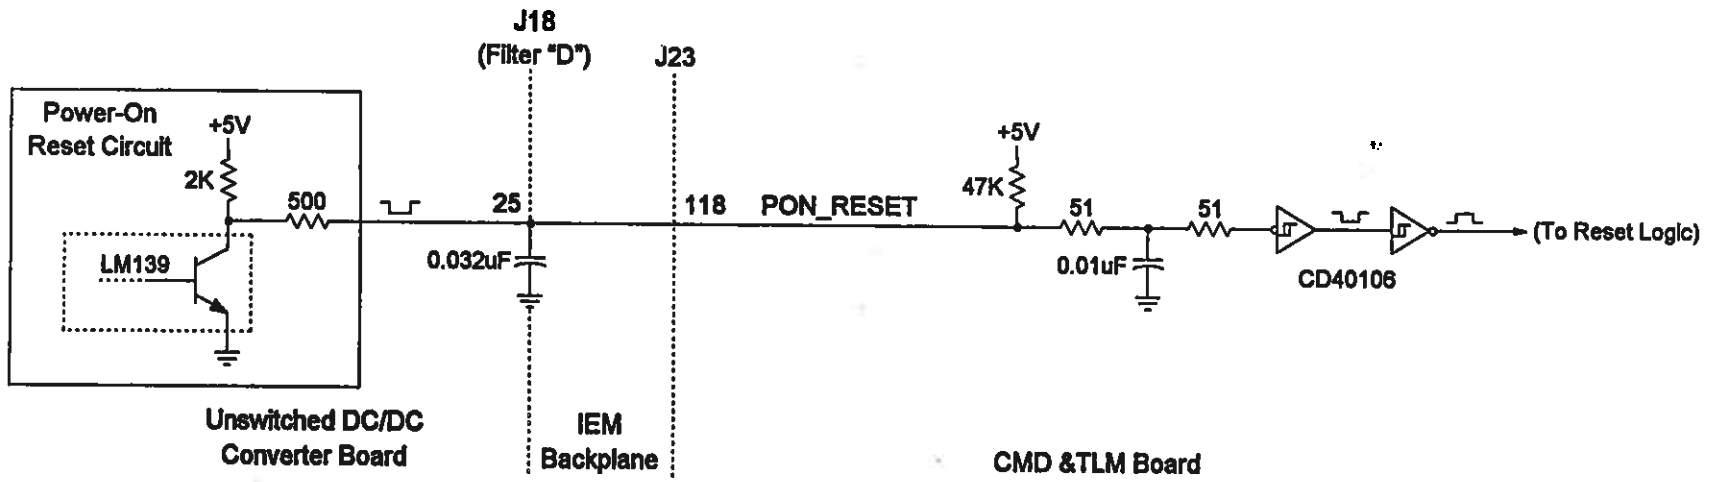 J18
(Filter "D")
J23
Power-On
Reset Circuit
+5V
2K
500
LM139
25
0.032uF
118
PON_RESET
+5V
47K
51
0.01uF
51
CD40106
(To Reset Logic)
Unswitched DC/DC
Converter Board
IEM
Backplane
CMD &TLM Board